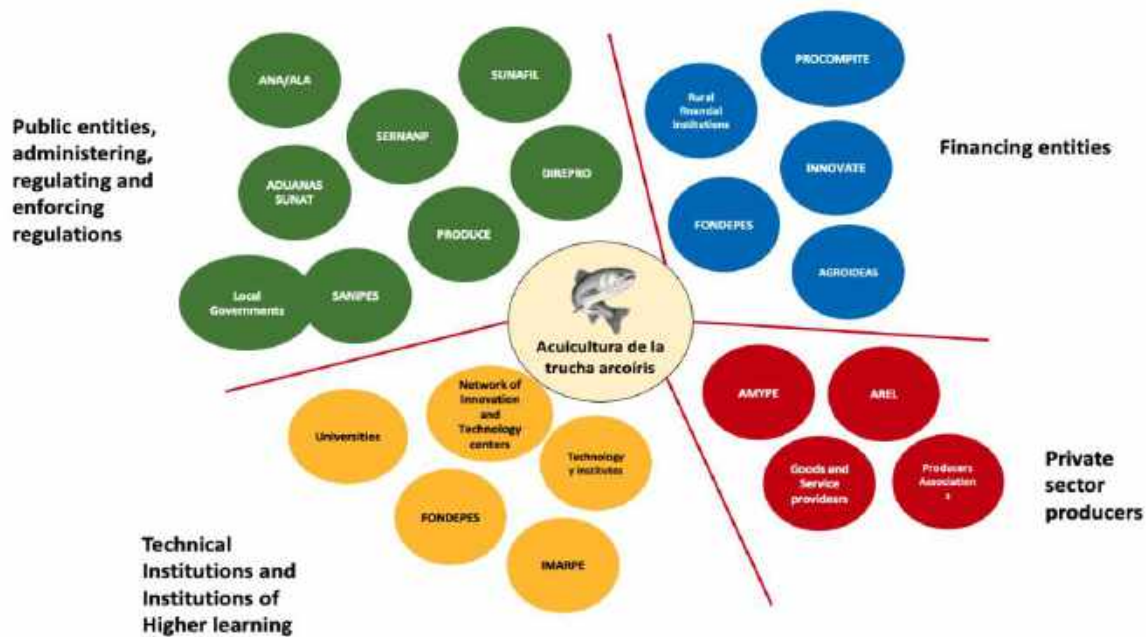 Public entities,
administering,
regulating and
enforcing
regulations
ANA/ALA
SUNAFIL
SERNANP
ADUANAS
SUNAT
DIREPRO
PRODUCE
Local
Governments
SANIPES
PROCOMPITE
Rural
financial
institutions
INNOVATE
FONDEPES
AGROIDEAS
Financing entities
Acuicultura de la
trucha arcoíris
Network of
Innovation
and
Technology
centers
Universities
Technology
y institutes
FONDEPES
IMARPE
Technical
Institutions and
Institutions of
Higher learning
AMYPE
AREL
Goods and
Service
provideers
Producers
Association
s
Private
sector
producers